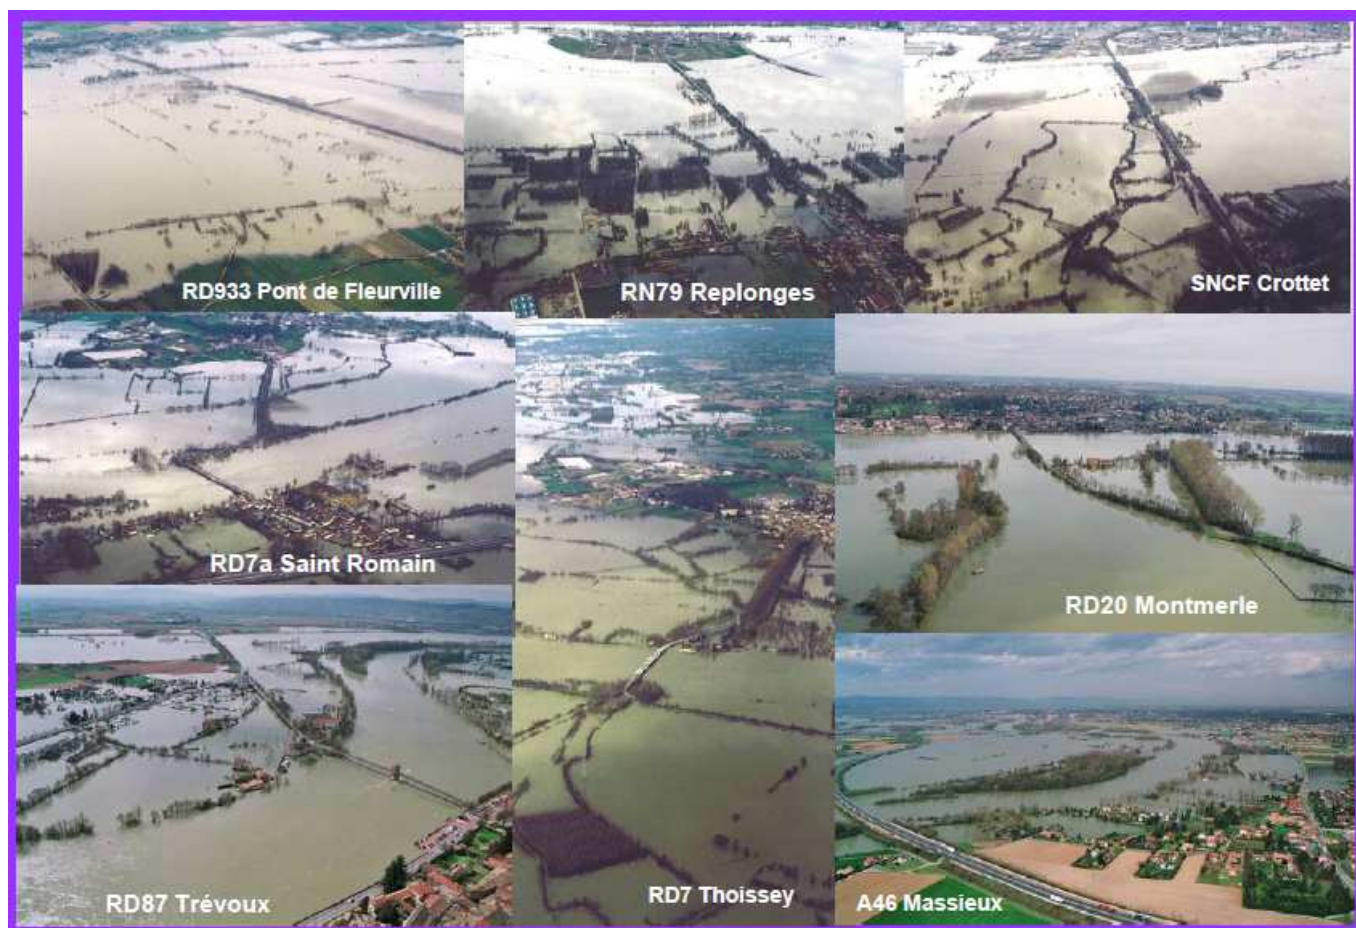 RD933 Pont de Fleurville
RN79 Replonges
SNCF Crottet
RD7a Saint Romain
RD20 Montmerle
RD87 Trévoux
RD7 Thoissey
A46 Massieux